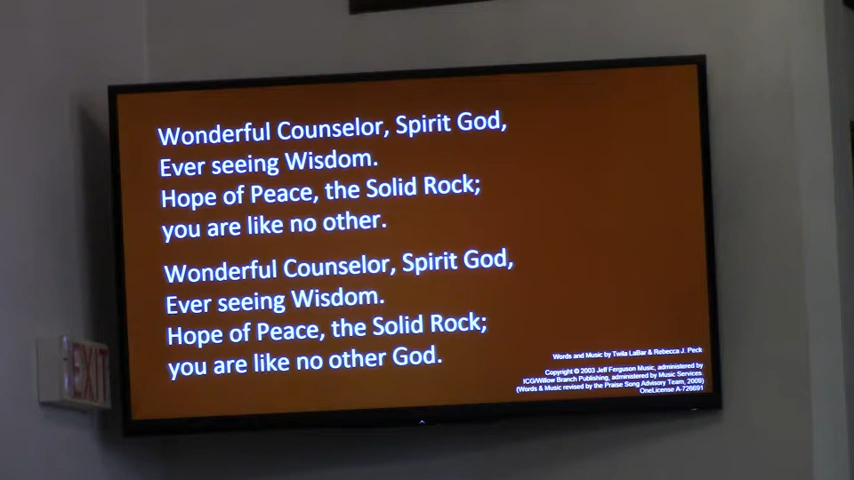 Wonderful Counselor, Spirit God,
Ever seeing Wisdom.
Hope of Peace, the Solid Rock;
you are like no other.
Wonderful Counselor, Spirit God,
Ever seeing Wisdom.
Hope of Peace, the Solid Rock;
you are like no other God.
Words and Music by Twila LaBar & Rebecca J. Peck
Copyright © 2003 Jeff Ferguson Music, administered by
ICG/Willow Branch Publishing, administered by Music Services.
(Words & Music revised by the Praise Song Advisory Team, 2009)
OneLicense A-726691
EXIT